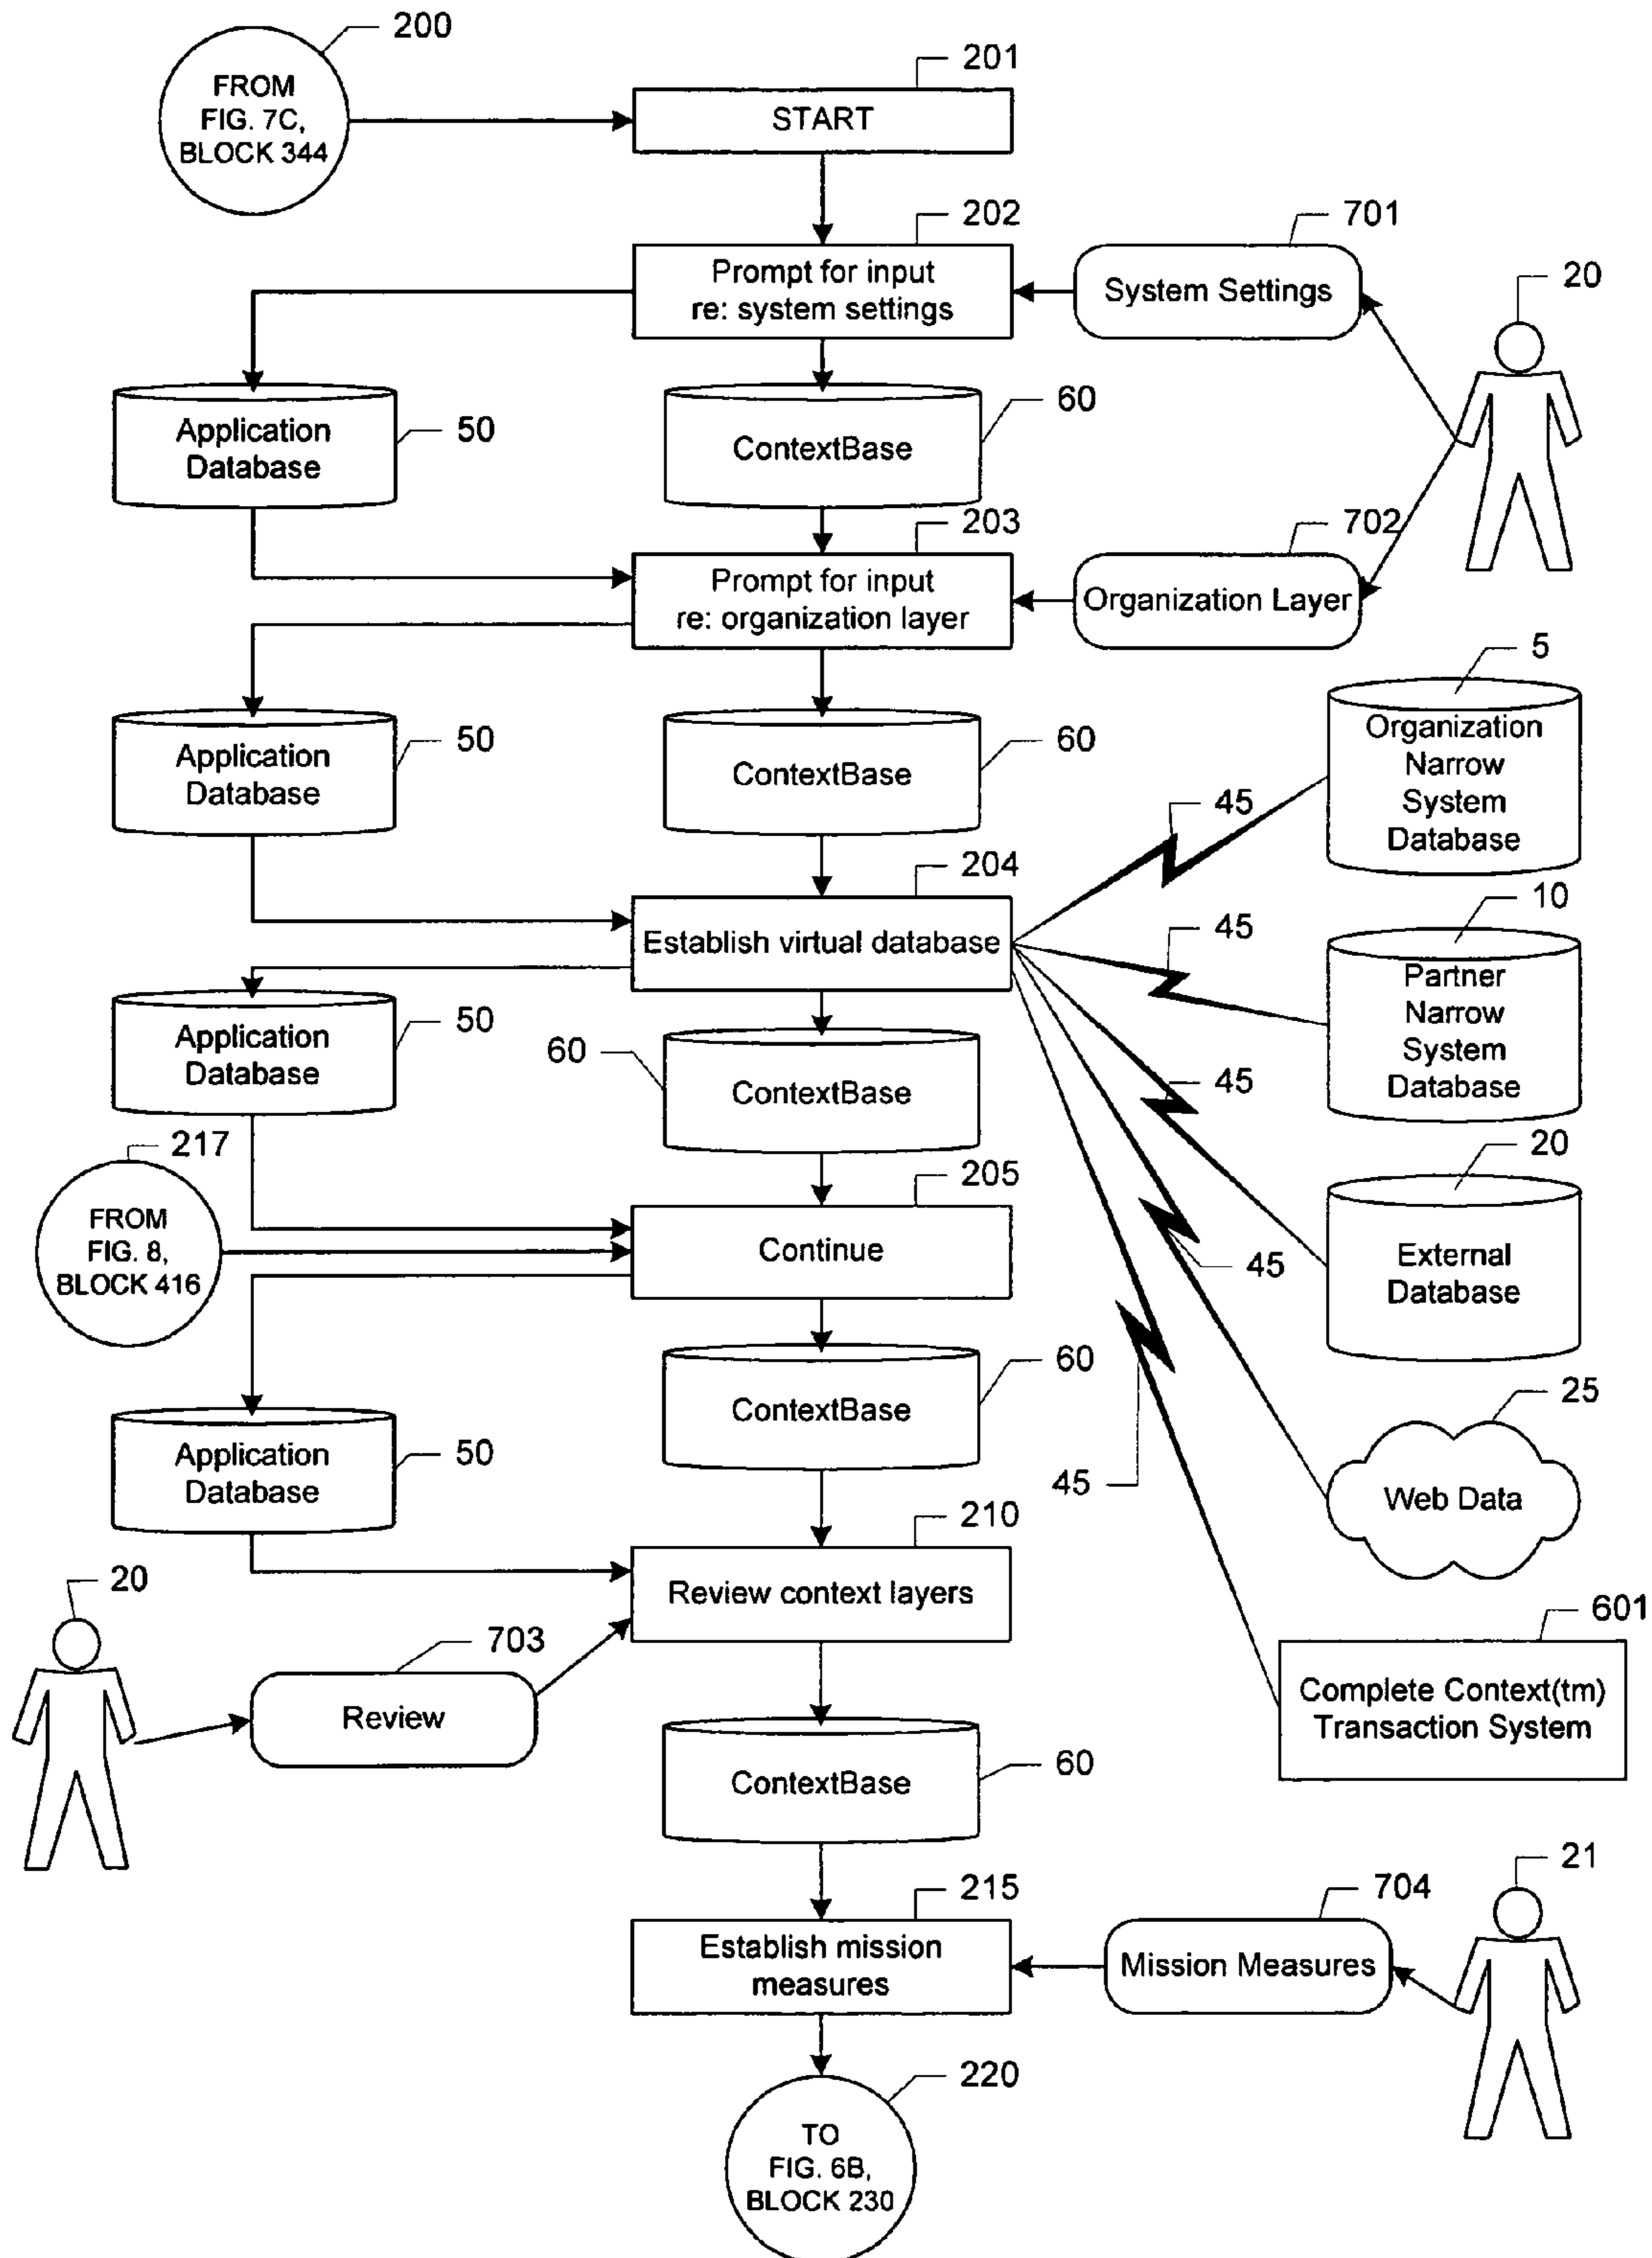 200
FROM
FIG. 7C,
BLOCK 344
201
START
202
Prompt for input
re: system settings
701
System Settings
20
Application
Database
50
60
ContextBase
203
Prompt for input
re: organization layer
702
Organization Layer
5
Organization
Narrow
System
Database
Application
Database
50
60
ContextBase
45
204
Establish virtual database
10
Partner
Narrow
System
Database
45
Application
Database
50
60
ContextBase
45
217
FROM
FIG. 8,
BLOCK 416
205
Continue
20
External
Database
45
60
ContextBase
Application
Database
50
45
25
Web Data
210
Review context layers
20
703
Review
601
Complete Context(tm)
Transaction System
60
ContextBase
215
Establish mission
measures
704
Mission Measures
21
220
TO
FIG. 6B,
BLOCK 230